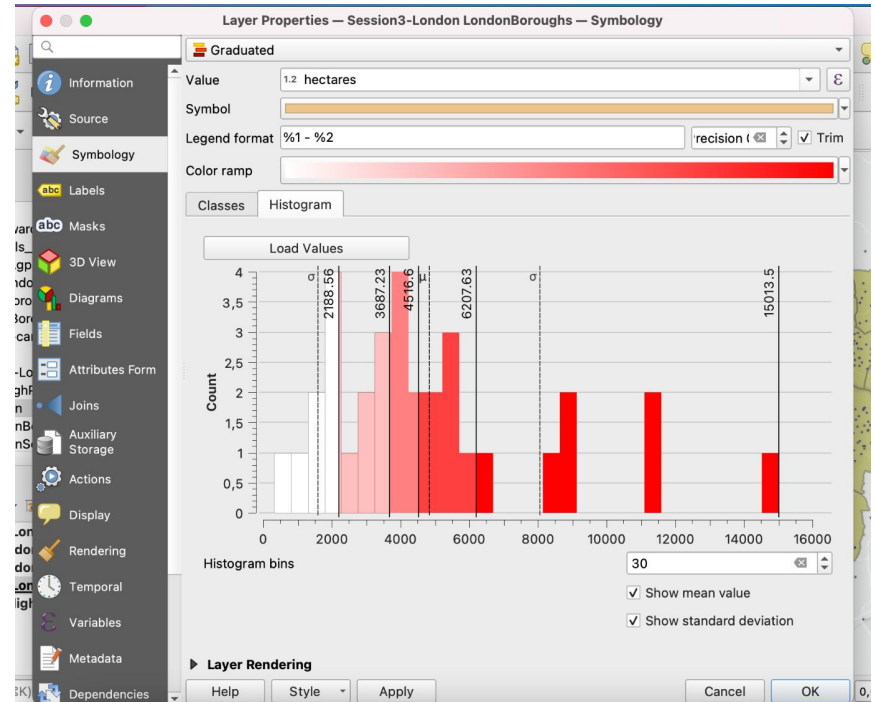 Layer Properties — Session3-London LondonBoroughs — Symbology
Graduated
Information
Value 1.2 hectares ε
Source
Symbol
Symbology
Legend format %1 - %2 Trim
Color ramp
abc Labels
Classes Histogram
abc Masks
Load Values
3D View
Diagrams
Fields
Attributes Form
Joins
Auxiliary
Storage
Actions
Display
Rendering
Temporal
Variables
Metadata
Dependencies
4
3,5
3
2,5
2
1,5
1
0,5
0
Count
σ 2188.56 3687.23 4516.6 μ 6207.63 σ 15013.5
0 2000 4000 6000 8000 10000 12000 14000 16000
Histogram bins 30
Show mean value
Show standard deviation
Layer Rendering
Help Style Apply Cancel OK